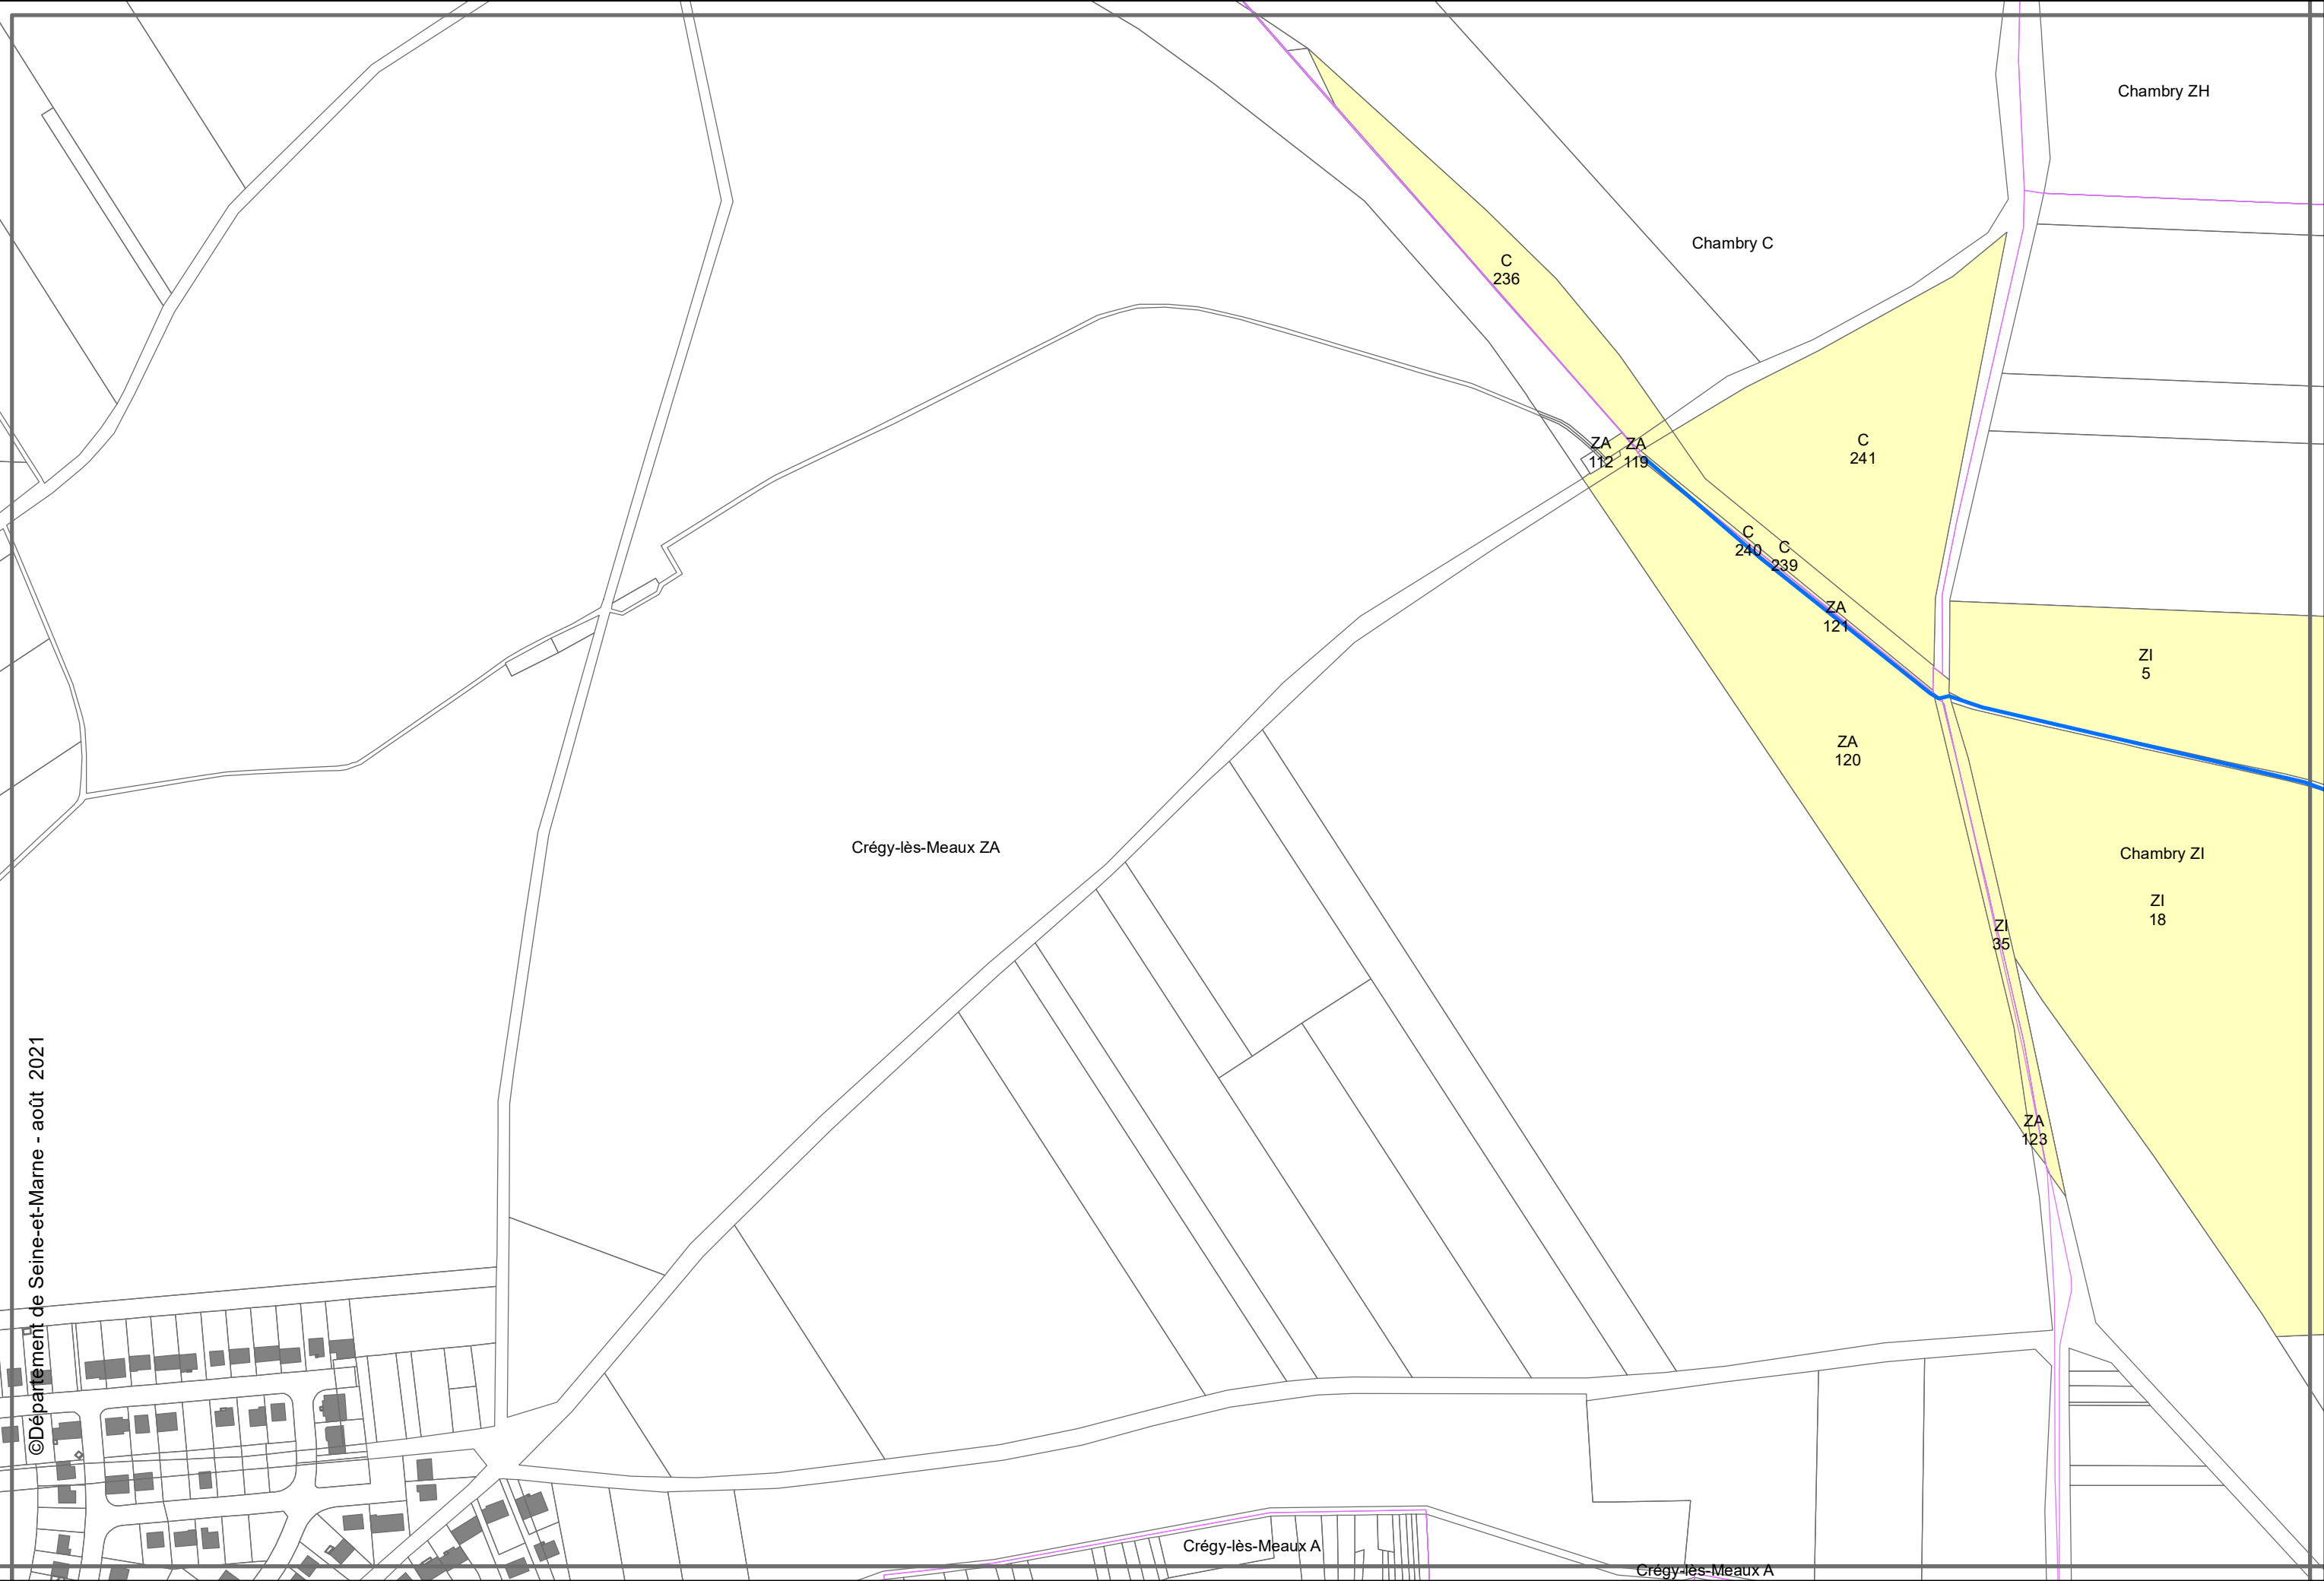 Chambry ZH
Chambry C
C
236
C
241
ZA
112
ZA
119
C
240
C
239
ZA
121
ZI
5
ZA
120
Crégy-lès-Meaux ZA
Chambry ZI
ZI
18
ZI
35
ZA
123
©Département de Seine-et-Marne - août 2021
Crégy-lès-Meaux A
Crégy-lès-Meaux A